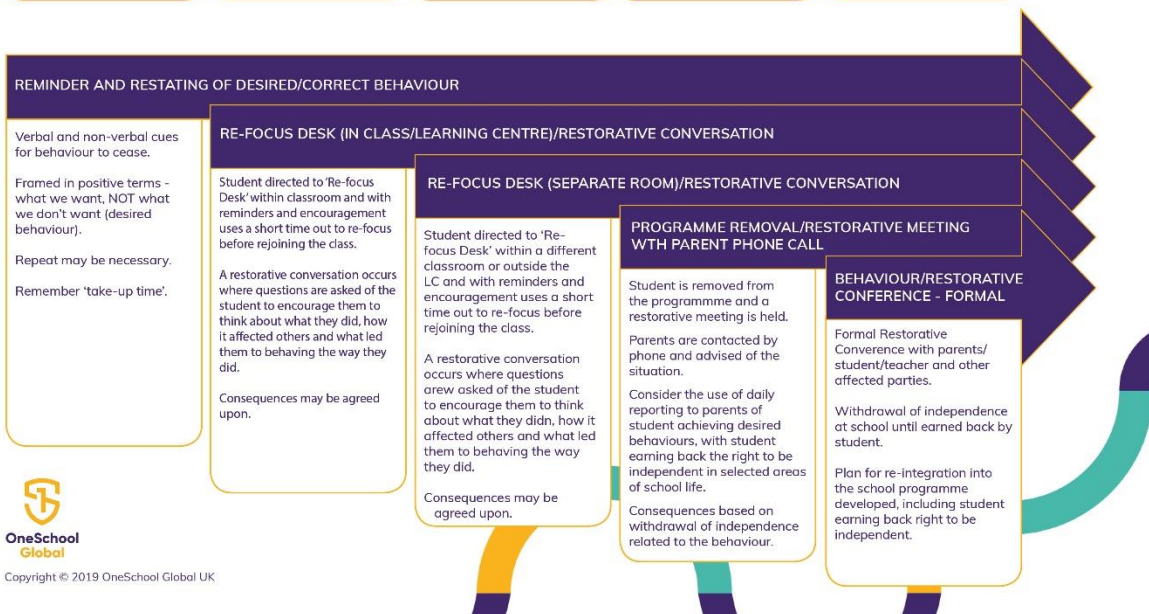 REMINDER AND RESTATING OF DESIRED/CORRECT BEHAVIOUR
Verbal and non-verbal cues
for behaviour to cease.
Framed in positive terms -
what we want, NOT what
we don't want (desired
behaviour).
Repeat may be necessary.
Remember 'take-up time'.
RE-FOCUS DESK (IN CLASS/LEARNING CENTRE)/RESTORATIVE CONVERSATION
Student directed to 'Re-focus
Desk' within classroom and with
reminders and encouragement
uses a short time out to re-focus
before rejoining the class.
A restorative conversation occurs
where questions are asked of the
student to encourage them to
think about what they did, how
it affected others and what led
them to behaving the way they
did.
Consequences may be agreed
upon.
RE-FOCUS DESK (SEPARATE ROOM)/RESTORATIVE CONVERSATION
Student directed to 'Re-
focus Desk' within a different
classroom or outside the
LC and with reminders and
encouragement uses a short
time out to re-focus before
rejoining the class.
A restorative conversation
occurs where questions
arew asked of the student
to encourage them to think
about what they didn, how it
affected others and what led
them to behaving the way
they did.
Consequences may be
agreed upon.
PROGRAMME REMOVAL/RESTORATIVE MEETING
WTH PARENT PHONE CALL
Student is removed from
the programmme and a
restorative meeting is held.
Parents are contacted by
phone and advised of the
situation.
Consider the use of daily
reporting to parents of
student achieving desired
behaviours, with student
earning back the right to be
independent in selected areas
of school life.
Consequences based on
withdrawal of independence
related to the behaviour.
BEHAVIOUR/RESTORATIVE
CONFERENCE - FORMAL
Formal Restorative
Converence with parents/
student/teacher and other
affected parties.
Withdrawal of independence
at school until earned back by
student.
Plan for re-integration into
the school programme
developed, including student
earning back right to be
independent.
OneSchool
Global
Copyright © 2019 OneSchool Global UK